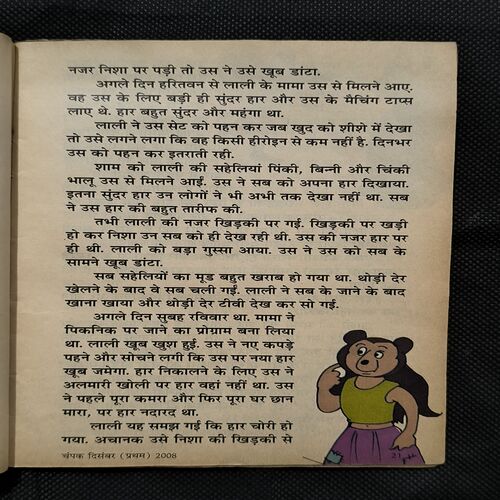 नजर निशा पर पड़ी तो उस ने उसे खूब डांटा.
अगले दिन हरितवन से लाली के मामा उस से मिलने आए.
वह उस के लिए बड़ी ही सुंदर हार और उस के मैचिंग टाप्स
लाए थे. हार बहुत सुंदर और महंगा था.
लाली ने उस सेट को पहन कर जब खुद को शीशे में देखा
तो उसे लगने लगा कि वह किसी हीरोइन से कम नहीं है. दिनभर
उस को पहन कर इतराती रही.
शाम को लाली की सहेलियां पिंकी, बिन्नी और चिंकी
भालू उस से मिलने आईं. उस ने सब को अपना हार दिखाया.
इतना सुंदर हार उन लोगों ने भी अभी तक देखा नहीं था. सब
ने उस हार की बहुत तारीफ की.
तभी लाली की नजर खिड़की पर गई. खिड़की पर खड़ी
हो कर निशा उन सब को ही देख रही थी. उस की नजर हार पर
ही थी. लाली को बड़ा गुस्सा आया. उस ने उस को सब के
सामने खूब डांटा.
सब सहेलियों का मूड बहुत खराब हो गया था. थोड़ी देर
खेलने के बाद वे सब चली गईं. लाली ने सब के जाने के बाद
खाना खाया और थोड़ी देर टीवी देख कर सो गई.
अगले दिन सुबह रविवार था. मामा ने
पिकनिक पर जाने का प्रोग्राम बना लिया
था. लाली खूब खुश हुई. उस ने नए कपड़े
पहने और सोचने लगी कि उस पर नया हार
खूब जमेगा. हार निकालने के लिए उस ने
अलमारी खोली पर हार वहां नहीं था. उस
ने पहले पूरा कमरा और फिर पूरा घर छान
मारा, पर हार नदारद था.
लाली यह समझ गई कि हार चोरी हो
गया. अचानक उसे निशा की खिड़की से
चंपक दिसंबर (प्रथम) 2008
21